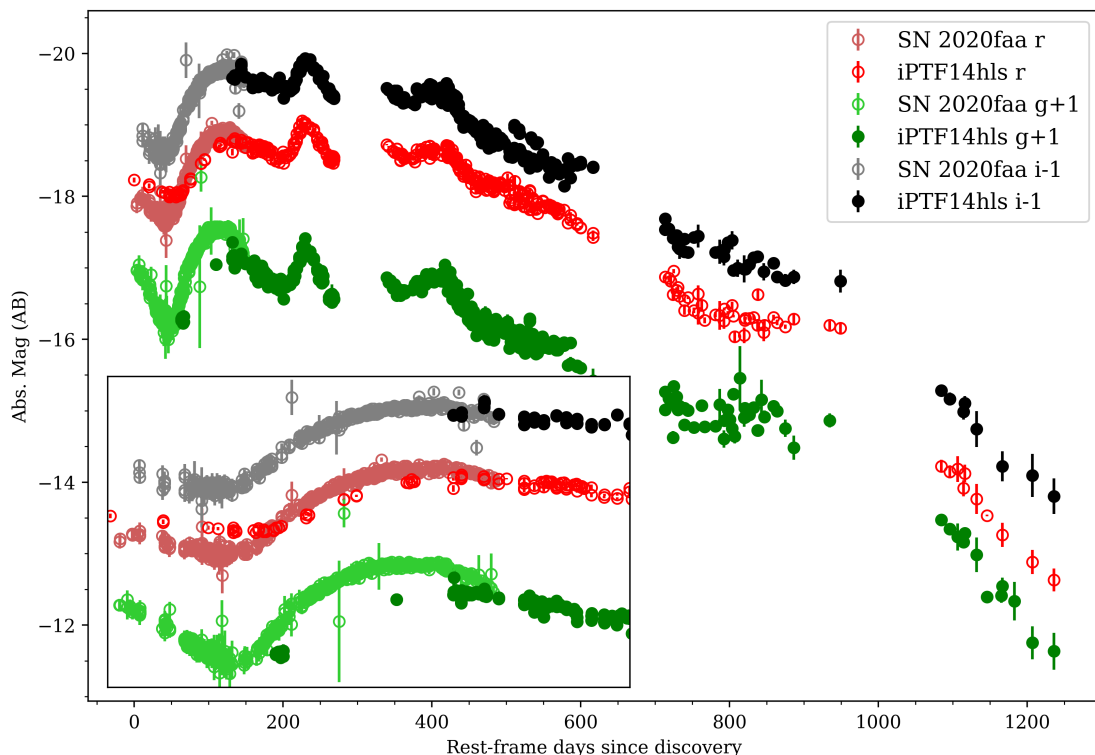 SN 2020faa r
iPTF14hls r
SN 2020faa g+1
iPTF14hls g+1
SN 2020faa i-1
iPTF14hls i-1
Abs. Mag (AB)
−20
−18
−16
−14
−12
0 200 400 600 800 1000 1200
Rest-frame days since discovery